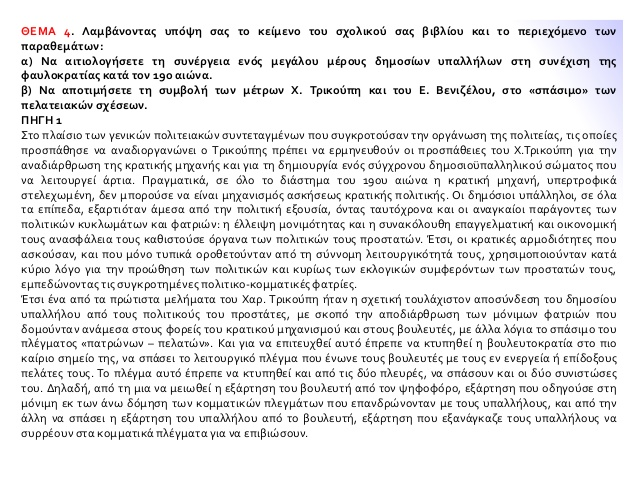 ΘΕΜΑ 4. Λαμβάνοντας υπόψη σας το κείμενο του σχολικού σας βιβλίου και το περιεχόμενο των
παραθεμάτων:
α) Να αιτιολογήσετε τη συνέργεια ενός μεγάλου μέρους δημοσίων υπαλλήλων στη συνέχιση της
φαυλοκρατίας κατά τον 19ο αιώνα.
β) Να αποτιμήσετε τη συμβολή των μέτρων Χ. Τρικούπη και του Ε. Βενιζέλου, στο «σπάσιμο» των
πελατειακών σχέσεων.
ΠΗΓΗ 1
Στο πλαίσιο των γενικών πολιτειακών συντεταγμένων που συγκροτούσαν την οργάνωση της πολιτείας, τις οποίες
προσπάθησε να αναδιοργανώνει ο Τρικούπης πρέπει να ερμηνευθούν οι προσπάθειες του Χ.Τρικούπη για την
αναδιάρθρωση της κρατικής μηχανής και για τη δημιουργία ενός σύγχρονου δημοσιοϋπαλληλικού σώματος που
να λειτουργεί άρτια. Πραγματικά, σε όλο το διάστημα του 19ου αιώνα η κρατική μηχανή, υπερτροφικά
στελεχωμένη, δεν μπορούσε να είναι μηχανισμός ασκήσεως κρατικής πολιτικής. Οι δημόσιοι υπάλληλοι, σε όλα
τα επίπεδα, εξαρτιόταν άμεσα από την πολιτική εξουσία, όντας ταυτόχρονα και οι αναγκαίοι παράγοντες των
πολιτικών κυκλωμάτων και φατριών: η έλλειψη μονιμότητας και η συνακόλουθη επαγγελματική και οικονομική
τους ανασφάλεια τους καθιστούσε όργανα των πολιτικών τους προστατών. Έτσι, οι κρατικές αρμοδιότητες που
ασκούσαν, και που μόνο τυπικά οροθετούνταν από τη σύννομη λειτουργικότητά τους, χρησιμοποιούνταν κατά
κύριο λόγο για την προώθηση των πολιτικών και κυρίως των εκλογικών συμφερόντων των προστατών τους,
εμπεδώνοντας τις συγκροτημένες πολιτικο-κομματικές φατρίες.
Έτσι ένα από τα πρώτιστα μελήματα του Χαρ. Τρικούπη ήταν η σχετική τουλάχιστον αποσύνδεση του δημοσίου
υπαλλήλου από τους πολιτικούς του προστάτες, με σκοπό την αποδιάρθρωση των μόνιμων φατριών που
δομούνταν ανάμεσα στους φορείς του κρατικού μηχανισμού και στους βουλευτές, με άλλα λόγια το σπάσιμο του
πλέγματος «πατρώνων – πελατών». Και για να επιτευχθεί αυτό έπρεπε να κτυπηθεί η βουλευτοκρατία στο πιο
καίριο σημείο της, να σπάσει το λειτουργικό πλέγμα που ένωνε τους βουλευτές με τους εν ενεργεία ή επίδοξους
πελάτες τους. Το πλέγμα αυτό έπρεπε να κτυπηθεί και από τις δύο πλευρές, να σπάσουν και οι δύο συνιστώσες
του. Δηλαδή, από τη μια να μειωθεί η εξάρτηση του βουλευτή από τον ψηφοφόρο, εξάρτηση που οδηγούσε στη
μόνιμη εκ των άνω δόμηση των κομματικών πλεγμάτων που επανδρώνονταν με τους υπαλλήλους, και από την
άλλη να σπάσει η εξάρτηση του υπαλλήλου από το βουλευτή, εξάρτηση που εξανάγκαζε τους υπαλλήλους να
συρρέουν στα κομματικά πλέγματα για να επιβιώσουν.